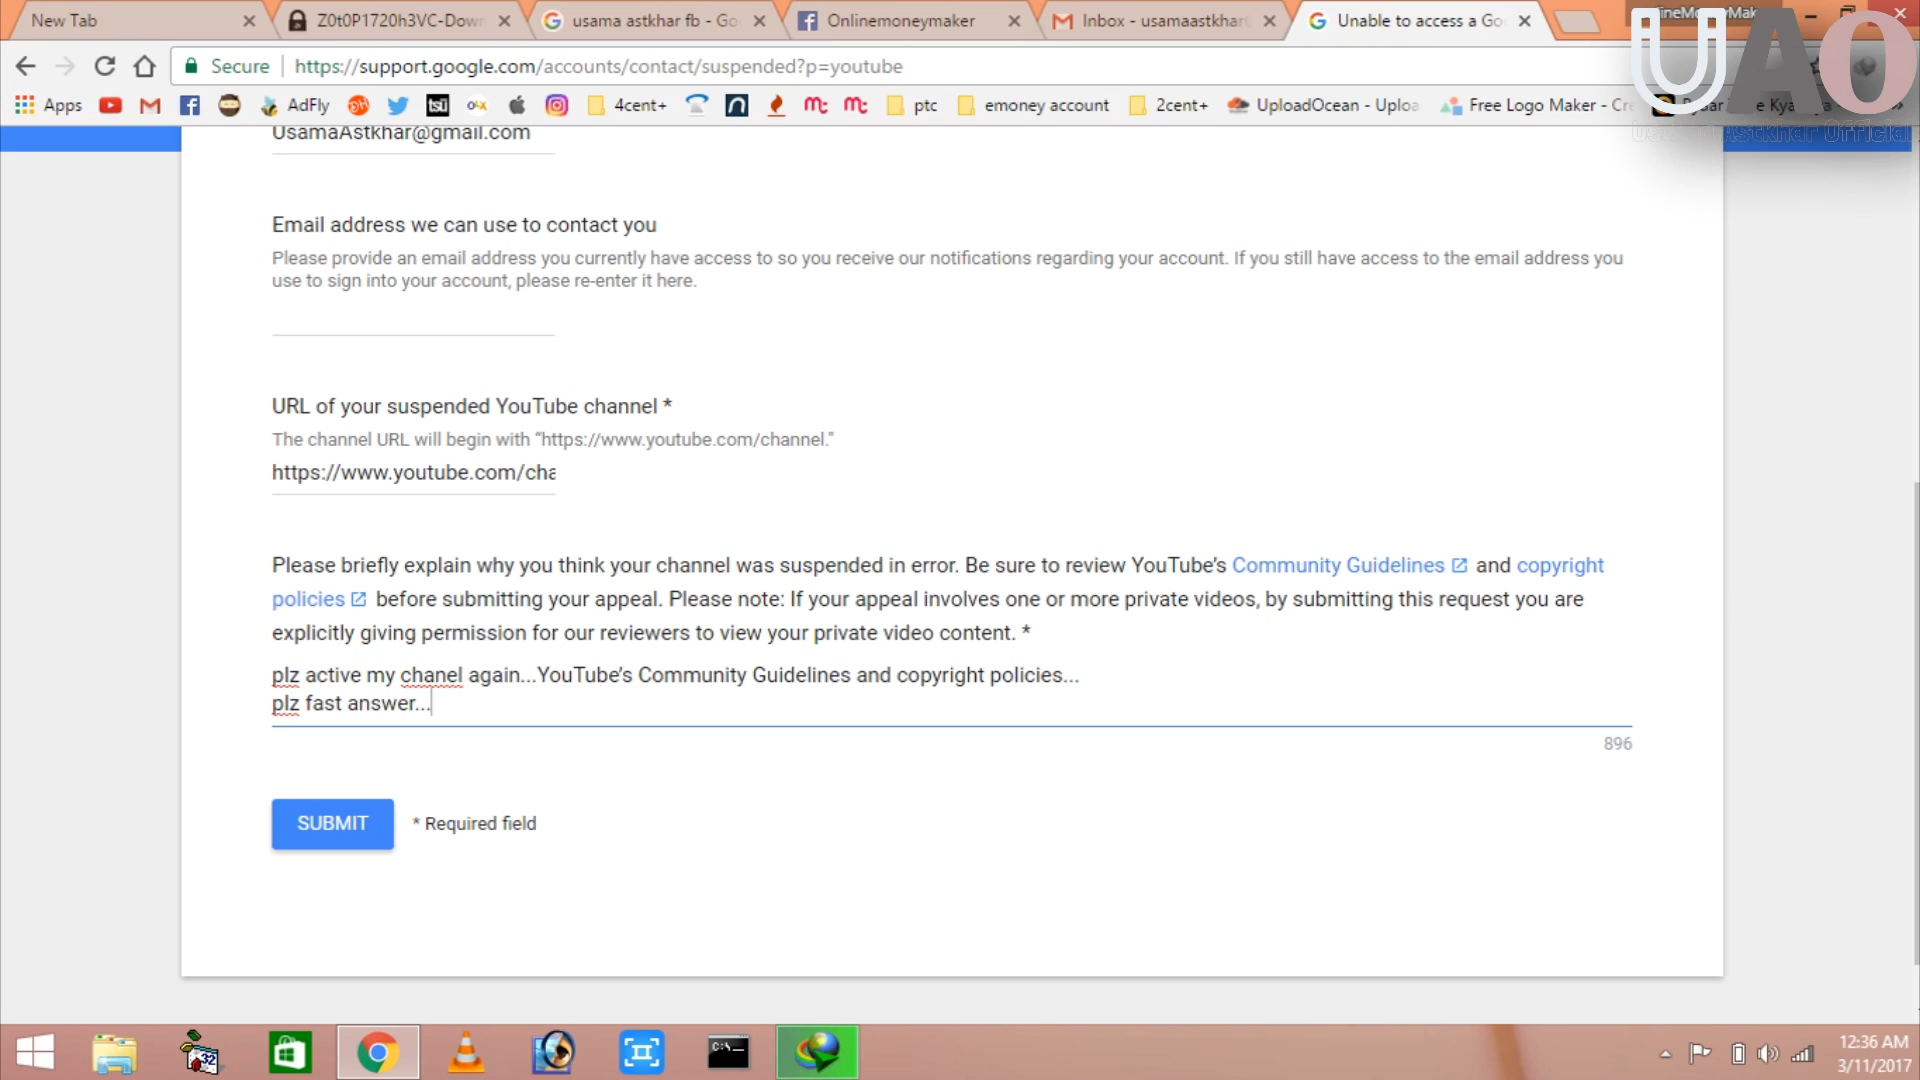 New Tab
Z0t0P1720h3VC-Down
usama astkhar fb - Go
Onlinemoneymaker
Inbox - usamaastkhar
Unable to access a Go
UAO
Secure
https://support.google.com/accounts/contact/suspended?p=youtube
Apps
AdFly
4cent+
ptc
emoney account
2cent+
UploadOcean - Uploa
Free Logo Maker - Cre
Astkhar Official
UsamaAstkhar@gmail.com
Email address we can use to contact you
Please provide an email address you currently have access to so you receive our notifications regarding your account. If you still have access to the email address you
use to sign into your account, please re-enter it here.
URL of your suspended YouTube channel *
The channel URL will begin with “https://www.youtube.com/channel."
https://www.youtube.com/cha
Please briefly explain why you think your channel was suspended in error. Be sure to review YouTube’s Community Guidelines and copyright
policies before submitting your appeal. Please note: If your appeal involves one or more private videos, by submitting this request you are
explicitly giving permission for our reviewers to view your private video content. *
plz active my chanel again...YouTube’s Community Guidelines and copyright policies...
plz fast answer...
896
SUBMIT
* Required field
12:36 AM
3/11/2017